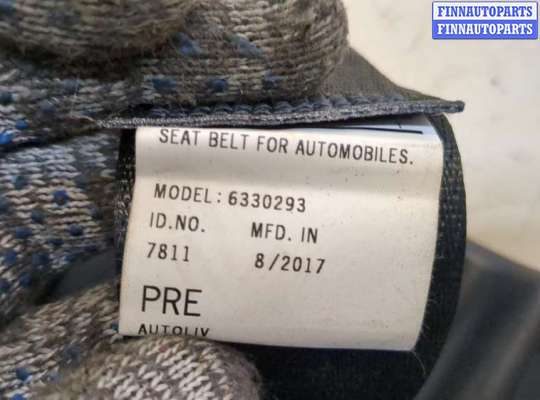 FINNAUTOPARTS
FINNAUTOPARTS
SEAT BELT FOR AUTOMOBILES.
MODEL: 6330293
ID.NO. MFD. IN
7811 8/2017
PRE
AUTOLIV